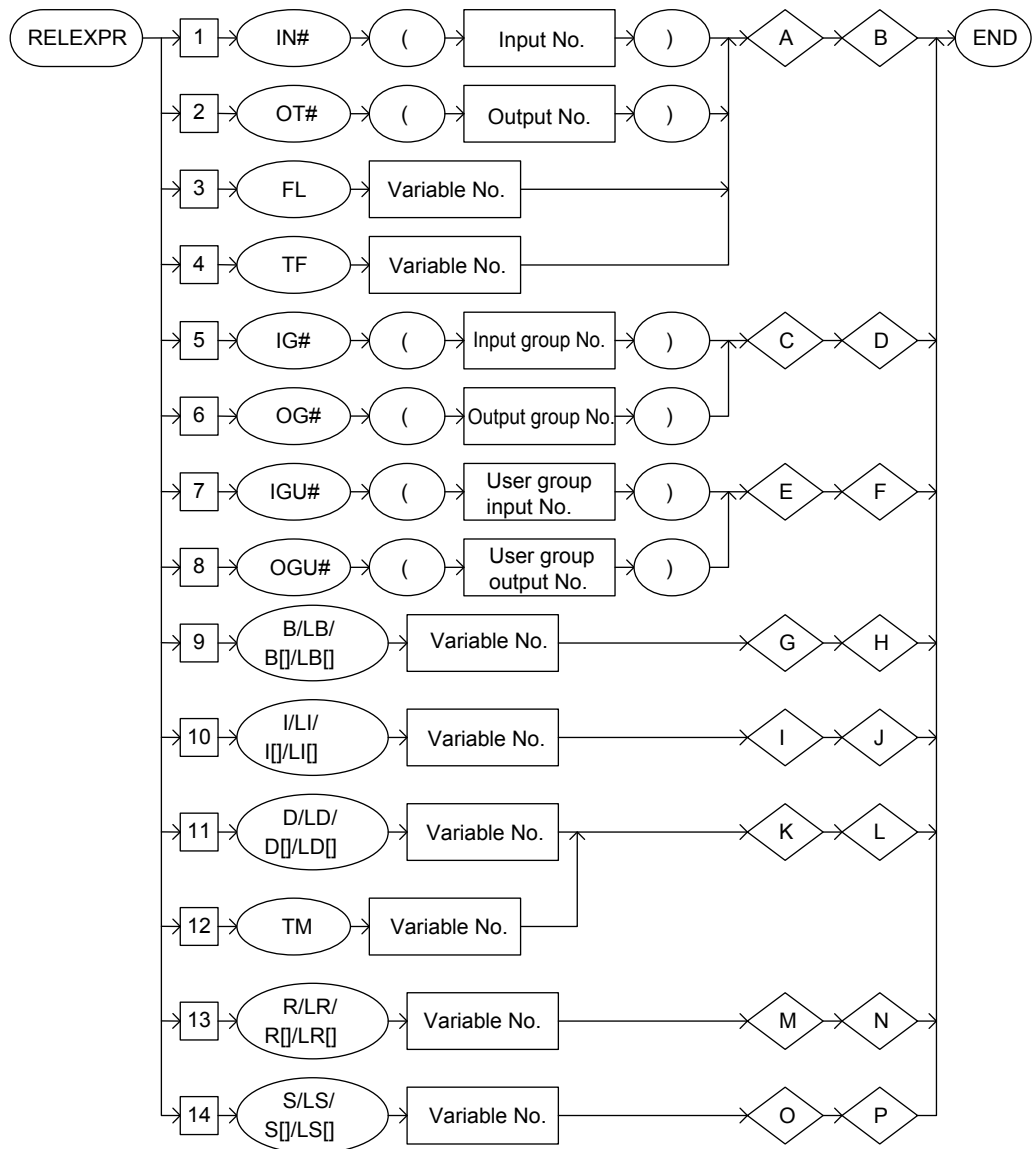 RELEXPR 1 IN# ( Input No. ) A B END
2 OT# ( Output No. )
3 FL Variable No.
4 TF Variable No.
5 IG# ( Input group No. ) C D
6 OG# ( Output group No. )
7 IGU# ( User group
input No. ) E F
8 OGU# ( User group
output No. )
9 B/LB/
B[]/LB[] Variable No. G H
10 I/LI/
I[]/LI[] Variable No. I J
11 D/LD/
D[]/LD[] Variable No. K L
12 TM Variable No.
13 R/LR/
R[]/LR[] Variable No. M N
14 S/LS/
S[]/LS[] Variable No. O P